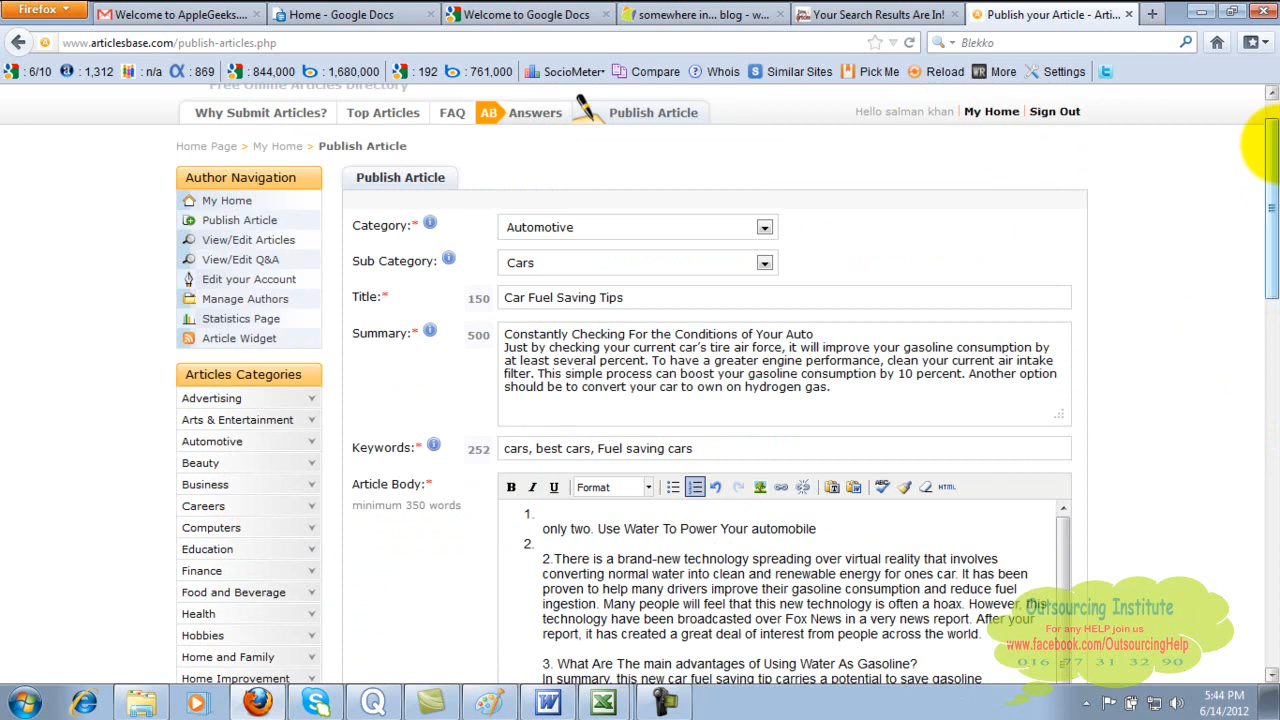 Firefox
Welcome to AppleGeeks....
Home - Google Docs
Welcome to Google Docs
somewhere in... blog - w...
Your Search Results Are In!
Publish your Article - Arti...
www.articlesbase.com/publish-articles.php
Blekko
: 6/10
: 1,312
: n/a
: 869
: 844,000
: 1,680,000
: 192
: 761,000
SocioMeter
Compare
Whois
Similar Sites
Pick Me
Reload
More
Settings
Free Online Articles Directory
Why Submit Articles?
Top Articles
FAQ
AB
Answers
Publish Article
Hello salman khan
My Home
Sign Out
Home Page > My Home > Publish Article
Author Navigation
My Home
Publish Article
View/Edit Articles
View/Edit Q&A
Edit your Account
Manage Authors
Statistics Page
Article Widget
Articles Categories
Advertising
Arts & Entertainment
Automotive
Beauty
Business
Careers
Computers
Education
Finance
Food and Beverage
Health
Hobbies
Home and Family
Home Improvement
Publish Article
Category:*
Automotive
Sub Category:*
Cars
Title:*
150
Car Fuel Saving Tips
Summary:*
500
Constantly Checking For the Conditions of Your Auto
Just by checking your current car's tire air force, it will improve your gasoline consumption by
at least several percent. To have a greater engine performance, clean your current air intake
filter. This simple process can boost your gasoline consumption by 10 percent. Another option
should be to convert your car to own on hydrogen gas.
Keywords:*
252
cars, best cars, Fuel saving cars
Article Body:*
minimum 350 words
B I U
Format
HTML
1.
only two. Use Water To Power Your automobile
2.
2.There is a brand-new technology spreading over virtual reality that involves
converting normal water into clean and renewable energy for ones car. It has been
proven to help many drivers improve their gasoline consumption and reduce fuel
ingestion. Many people will feel that this new technology is often a hoax. However, this
technology have been broadcasted over Fox News in a very news report. After your
report, it has created a great deal of interest from people across the world.
3. What Are The main advantages of Using Water As Gasoline?
In summary, this new car fuel saving tip carries a potential to save gasoline
Outsourcing Institute
For any HELP join us
www.facebook.com/OutsourcingHelp
016 77 31 32 90
5:44 PM
6/14/2012